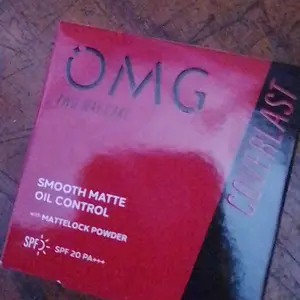 OMG
SMOOTH MATTE
OIL CONTROL
with MATTELOCK POWDER
SPF SPF 20 PA+++
COVERLAST